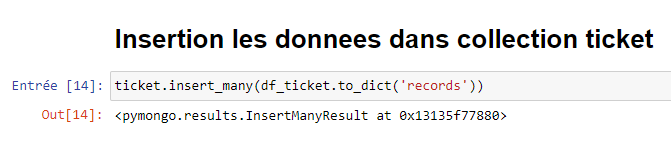 Insertion les donnees dans collection ticket
Entrée [14]: ticket.insert_many(df_ticket.to_dict('records'))
Out[14]: <pymongo.results.InsertManyResult at 0x13135f77880>